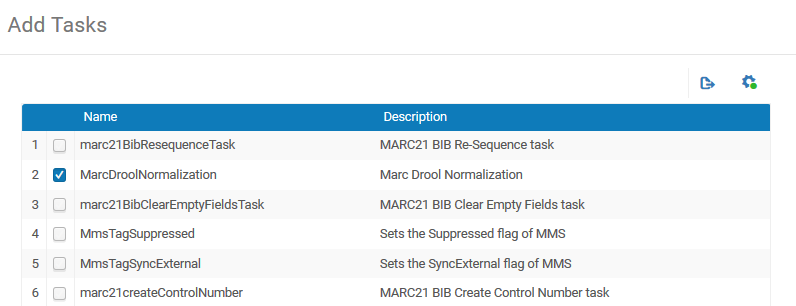 Add Tasks
Name Description
1 marc21BibResequenceTask MARC21 BIB Re-Sequence task
2 MarcDroolNormalization Marc Drool Normalization
3 marc21BibClearEmptyFieldsTask MARC21 BIB Clear Empty Fields task
4 MmsTagSuppressed Sets the Suppressed flag of MMS
5 MmsTagSyncExternal Sets the SyncExternal flag of MMS
6 marc21createControlNumber MARC21 BIB Create Control Number task